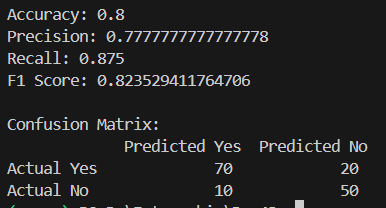 Accuracy: 0.8
Precision: 0.7777777777777778
Recall: 0.875
F1 Score: 0.823529411764706
Confusion Matrix:
Predicted Yes Predicted No
Actual Yes 70 20
Actual No 10 50